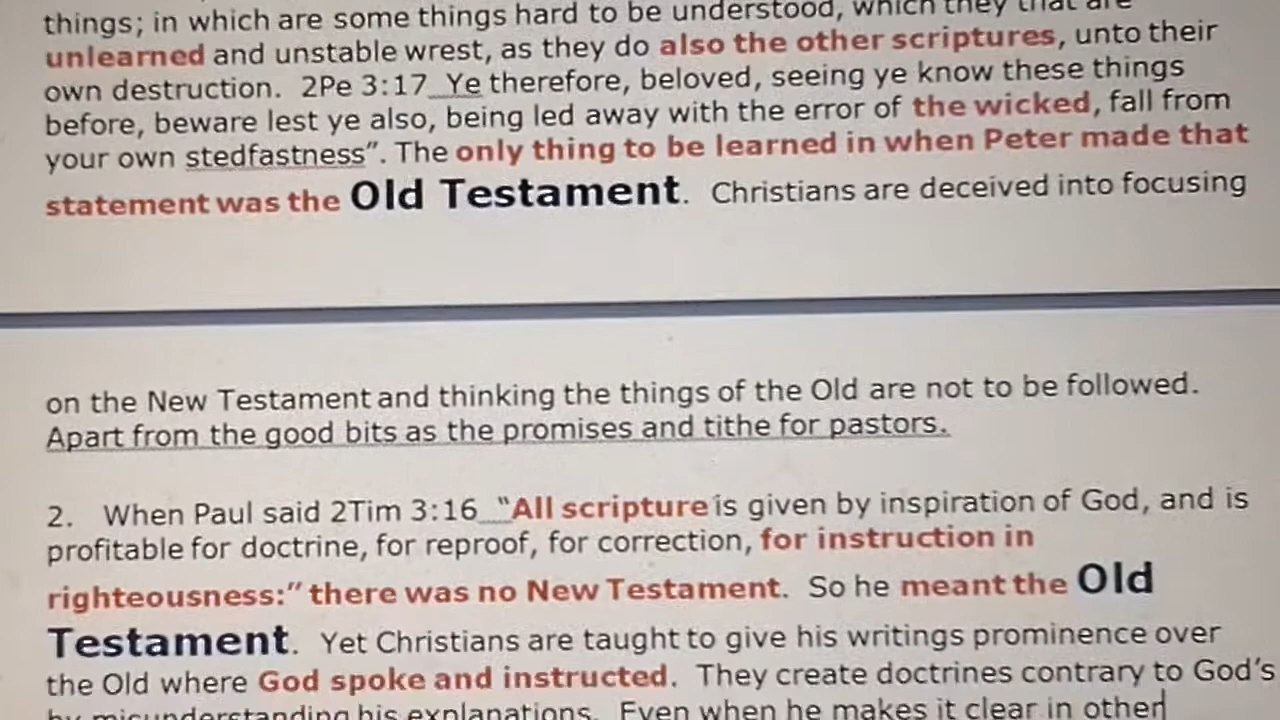 things; in which are some things hard to be understood, which they that are
unlearned and unstable wrest, as they do also the other scriptures, unto their
own destruction.  2Pe 3:17  Ye therefore, beloved, seeing ye know these things
before, beware lest ye also, being led away with the error of the wicked, fall from
your own stedfastness”. The only thing to be learned in when Peter made that
statement was the Old Testament.  Christians are deceived into focusing
on the New Testament and thinking the things of the Old are not to be followed.
Apart from the good bits as the promises and tithe for pastors.
2.   When Paul said 2Tim 3:16  “All scripture is given by inspiration of God, and is
profitable for doctrine, for reproof, for correction, for instruction in
righteousness:” there was no New Testament.  So he meant the Old
Testament.  Yet Christians are taught to give his writings prominence over
the Old where God spoke and instructed.  They create doctrines contrary to God’s
by misunderstanding his explanations.  Even when he makes it clear in other